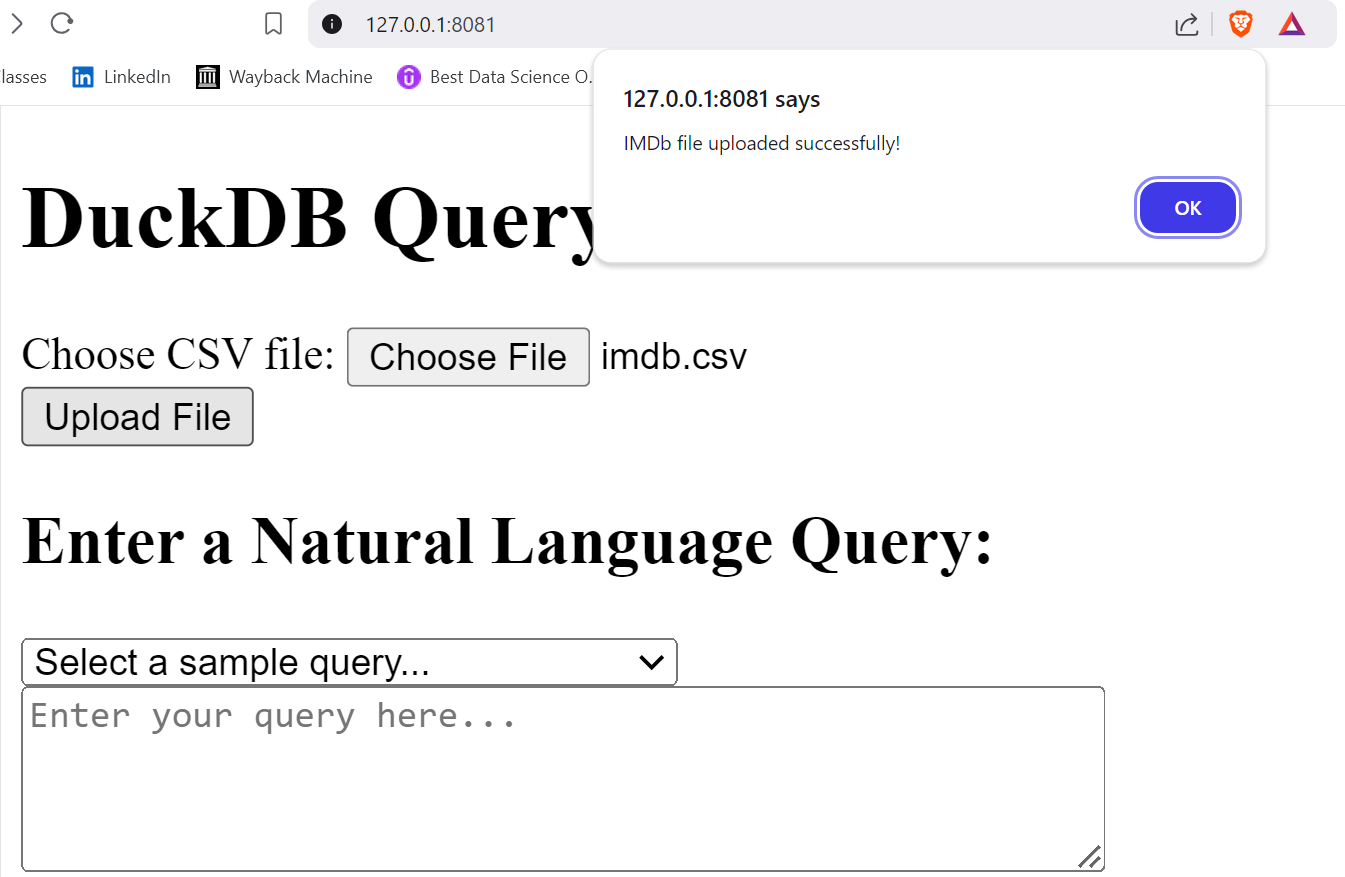 127.0.0.1:8081
lasses LinkedIn Wayback Machine Best Data Science O.
127.0.0.1:8081 says
IMDb file uploaded successfully!
OK
DuckDB Query
Choose CSV file: Choose File imdb.csv
Upload File
Enter a Natural Language Query:
Select a sample query...
Enter your query here...